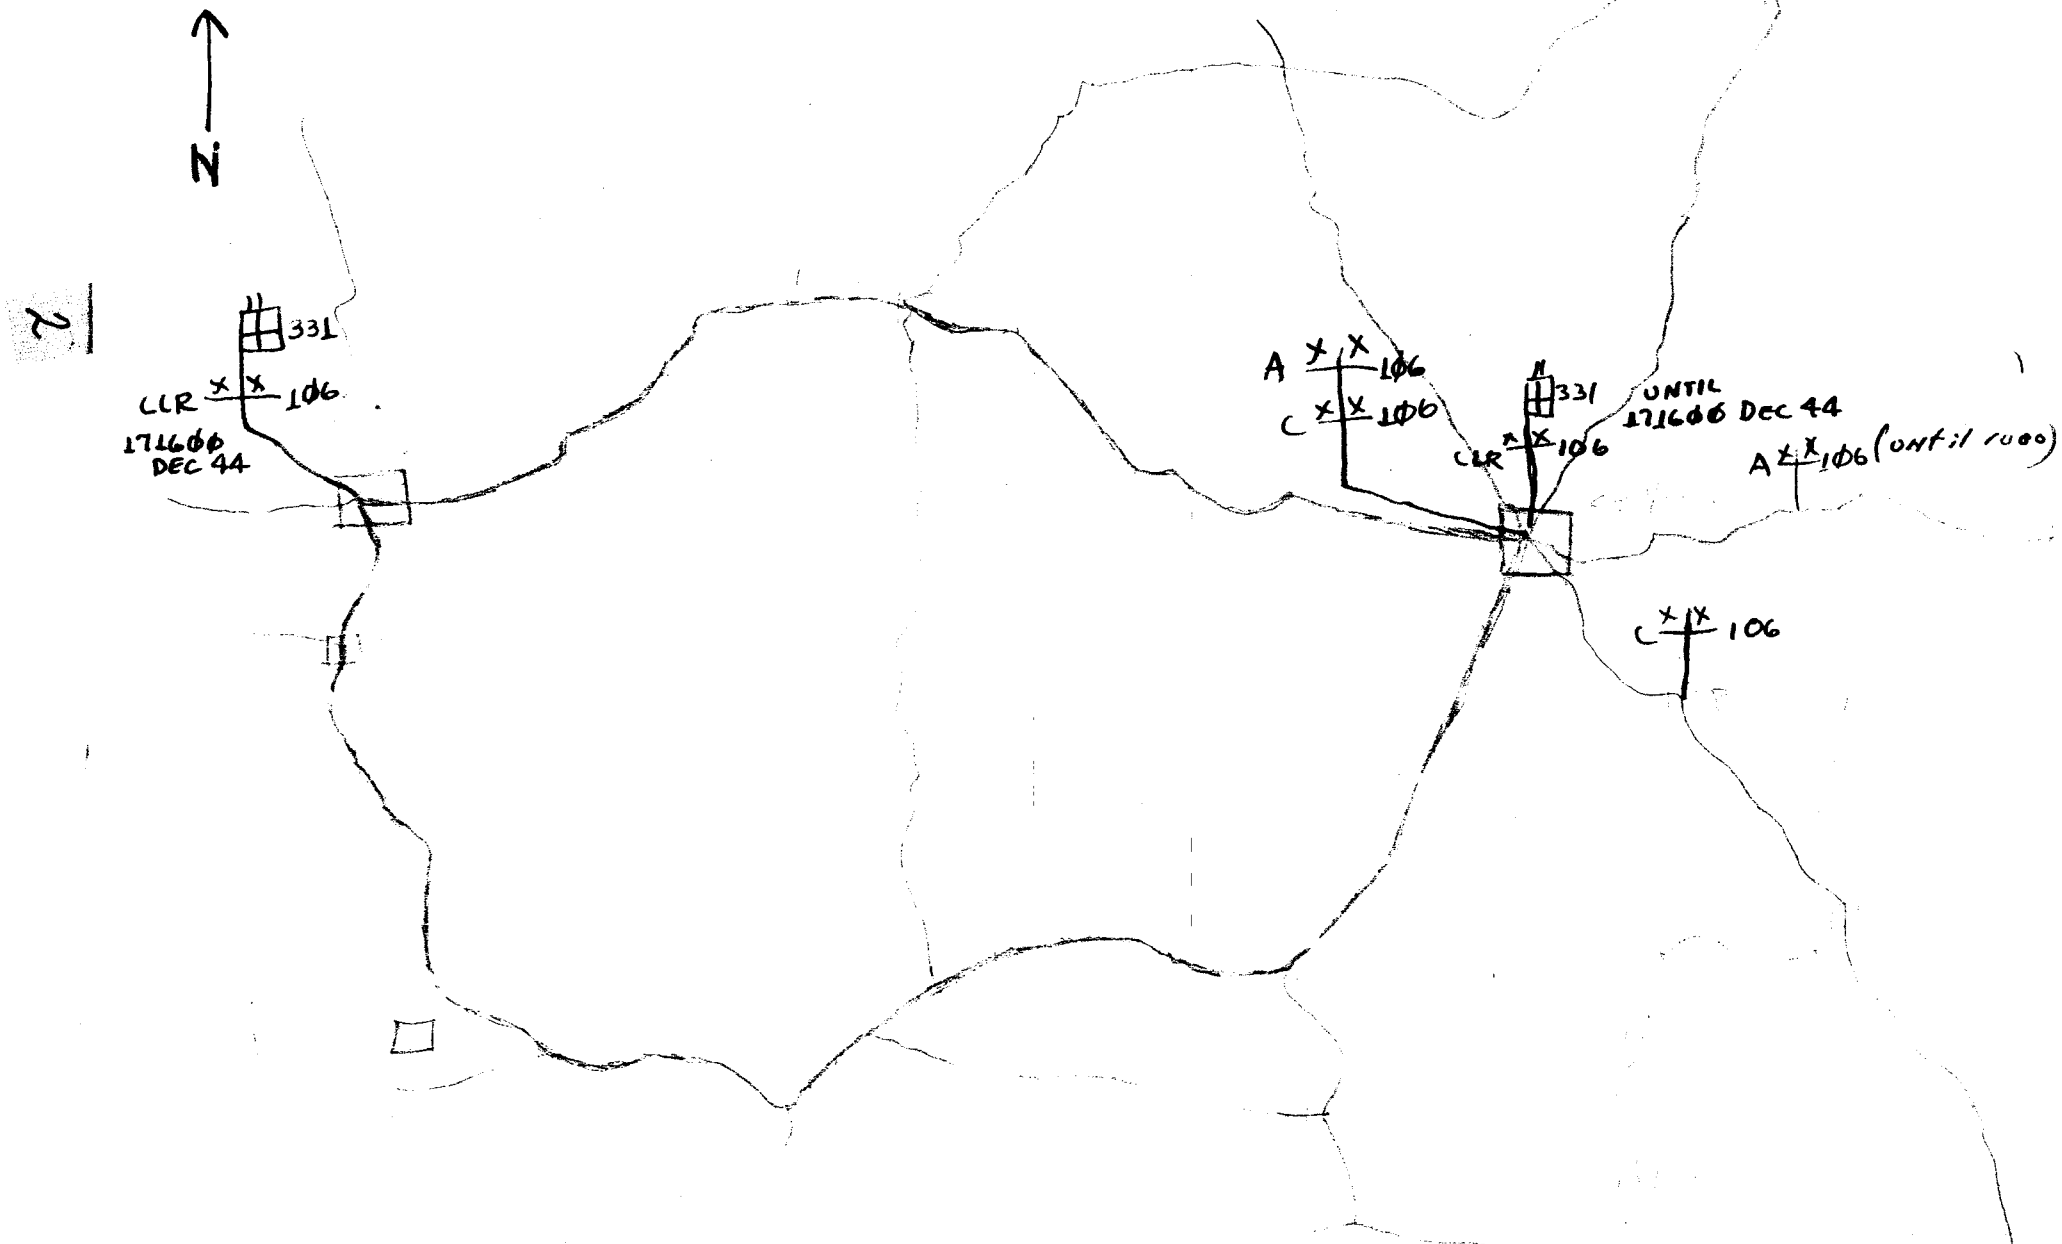 N
2
331
CLR X X 106
171600
DEC 44
A X X 106
C X X 106
331
UNTIL
171600 DEC 44
CLR X X 106
A X X 106 (UNTIL
C X X 106